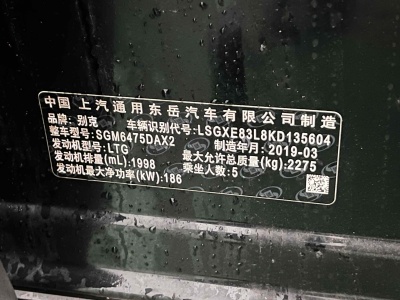 中国 上汽通用东岳汽车有限公司制造
品牌：别克 车辆识别代号：LSGXE83L8KD135604
整车型号：SGM6475DAX2 制造年月：2019-03
发动机型号：LTG 最大允许总质量(kg)：2275
发动机排量(mL)：1998 乘坐人数：5
发动机最大净功率(kW)：186